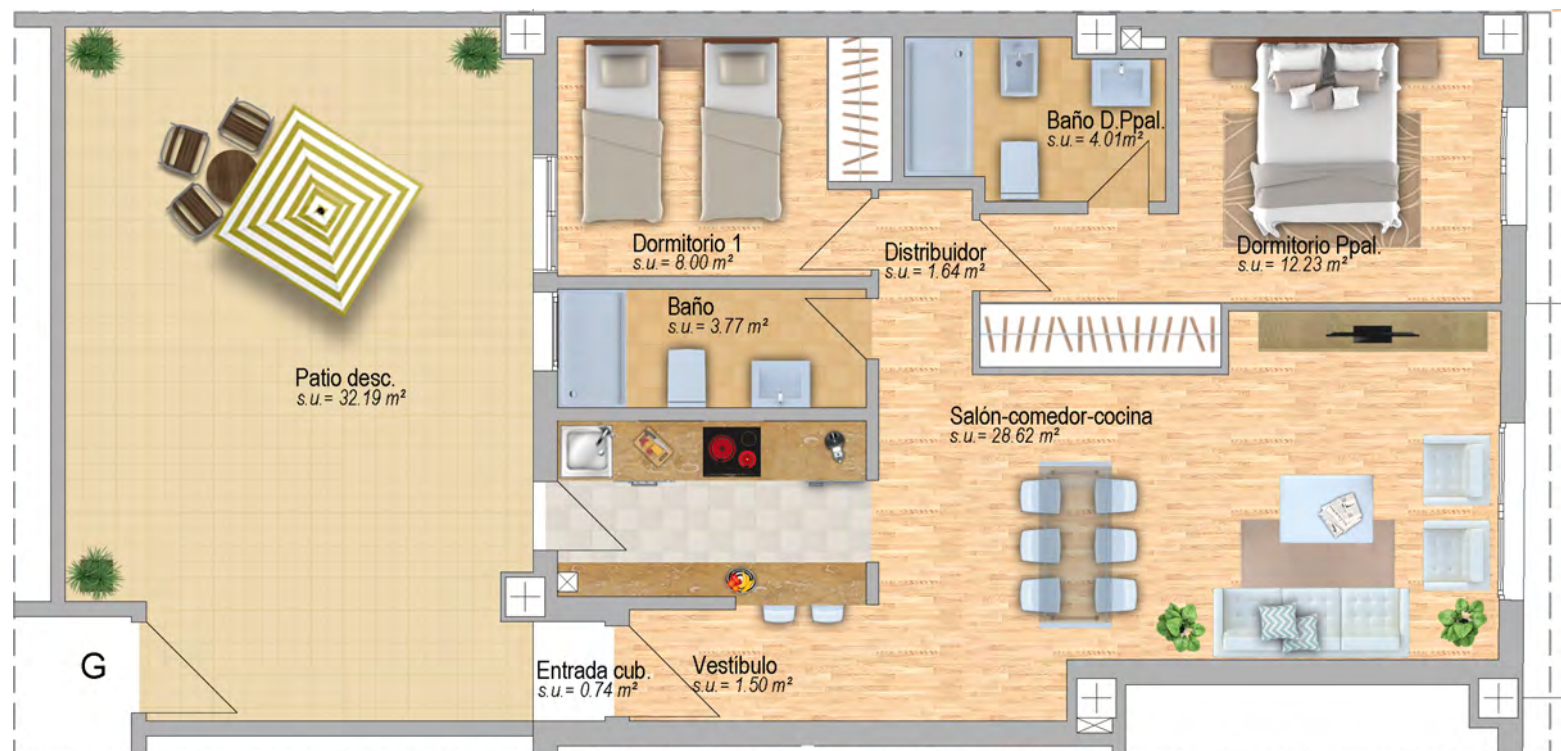 Dormitorio 1
s.u.= 8.00 m²
Baño D.Ppal.
s.u.= 4.01m²
Dormitorio Ppal.
s.u.= 12.23 m²
Distribuidor
s.u.= 1.64 m²
Baño
s.u.= 3.77 m²
Patio desc.
s.u.= 32.19 m²
Salón-comedor-cocina
s.u.= 28.62 m²
G
Entrada cub.
s.u.= 0.74 m²
Vestíbulo
s.u.= 1.50 m²